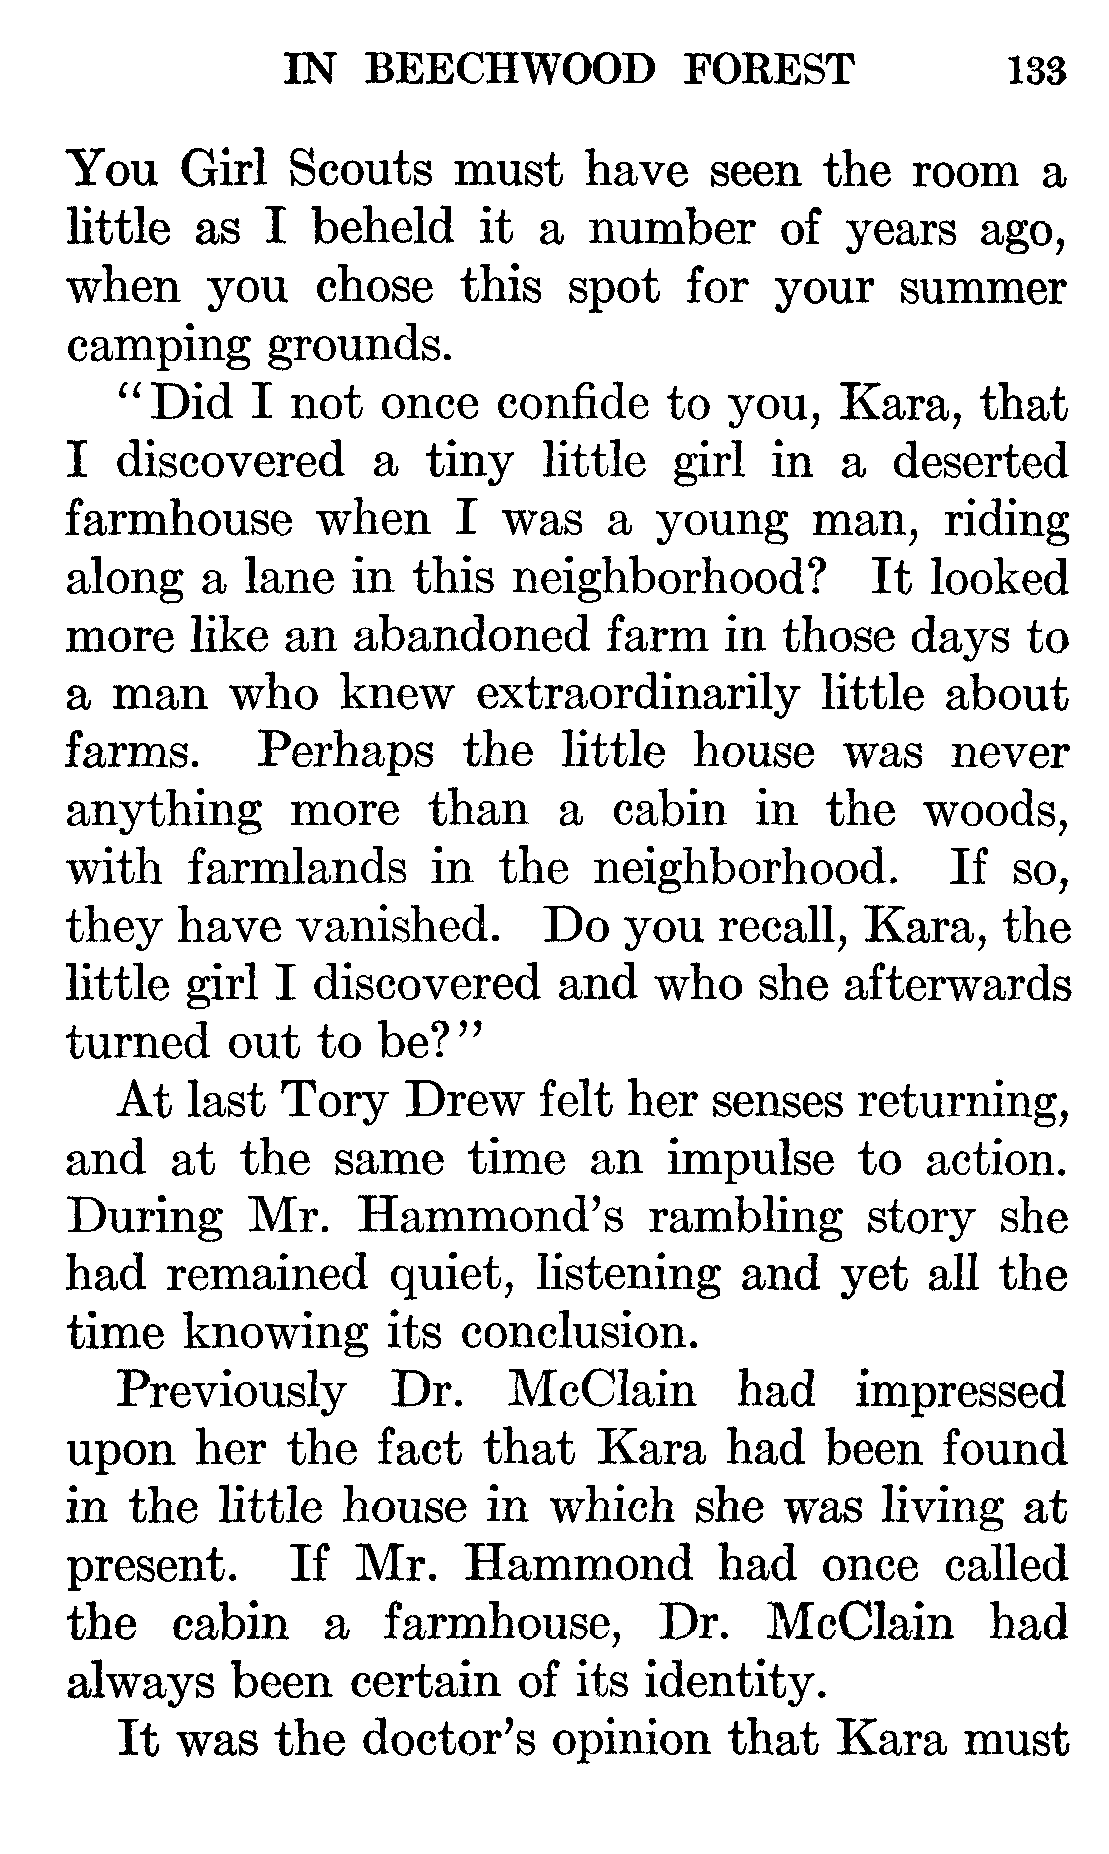 IN BEECHWOOD FOREST 133
You Girl Scouts must have seen the room a
little as I beheld it a number of years ago,
when you chose this spot for your summer
camping grounds.
“Did I not once confide to you, Kara, that
I discovered a tiny little girl in a deserted
farmhouse when I was a young man, riding
along a lane in this neighborhood? It looked
more like an abandoned farm in those days to
a man who knew extraordinarily little about
farms. Perhaps the little house was never
anything more than a cabin in the woods,
with farmlands in the neighborhood. If so,
they have vanished. Do you recall, Kara, the
little girl I discovered and who she afterwards
turned out to be?”
At last Tory Drew felt her senses returning,
and at the same time an impulse to action.
During Mr. Hammond’s rambling story she
had remained quiet, listening and yet all the
time knowing its conclusion.
Previously Dr. McClain had impressed
upon her the fact that Kara had been found
in the little house in which she was living at
present. If Mr. Hammond had once called
the cabin a farmhouse, Dr. McClain had
always been certain of its identity.
It was the doctor’s opinion that Kara must